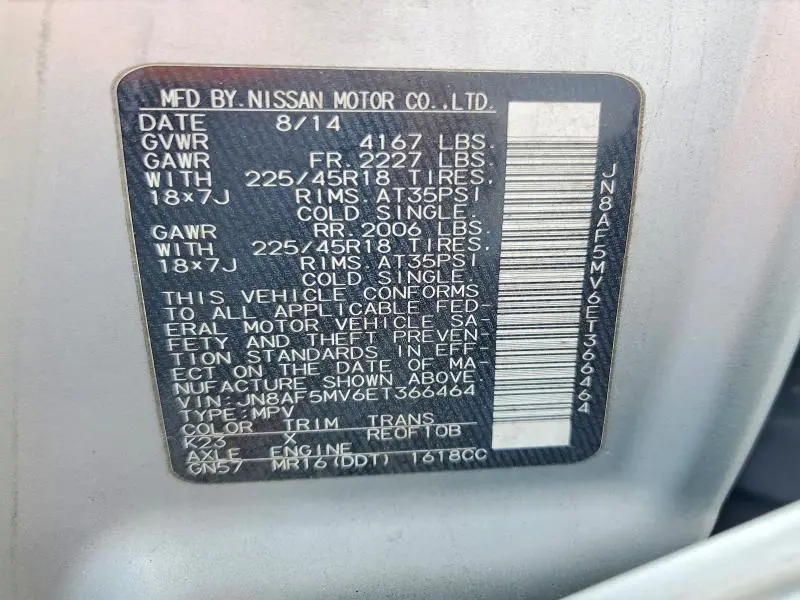 MFD BY.NISSAN MOTOR CO.,LTD.
DATE 8/14
GVWR 4167 LBS.
GAWR FR.2227 LBS.
WITH 225/45R18 TIRES.
18×7J RIMS.AT35PSI
COLD SINGLE.
GAWR RR.2006 LBS.
WITH 225/45R18 TIRES.
18×7J RIMS.AT35PSI
COLD SINGLE.
THIS VEHICLE CONFORMS
TO ALL APPLICABLE FED-
ERAL MOTOR VEHICLE SA-
FETY AND THEFT PREVEN-
TION STANDARDS IN EFF-
ECT ON THE DATE OF MA-
NUFACTURE SHOWN ABOVE.
VIN:JN8AF5MV6ET366464
TYPE:MPV
COLOR TRIM TRANS
K23 X RE0F10B
AXLE ENGINE
GN57 MR16(DDT) 1618CC
JN8AF5MV6ET366464